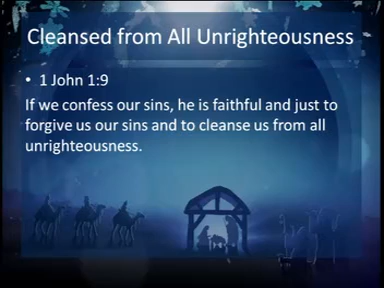 Cleansed from All Unrighteousness
• 1 John 1:9
If we confess our sins, he is faithful and just to
forgive us our sins and to cleanse us from all
unrighteousness.